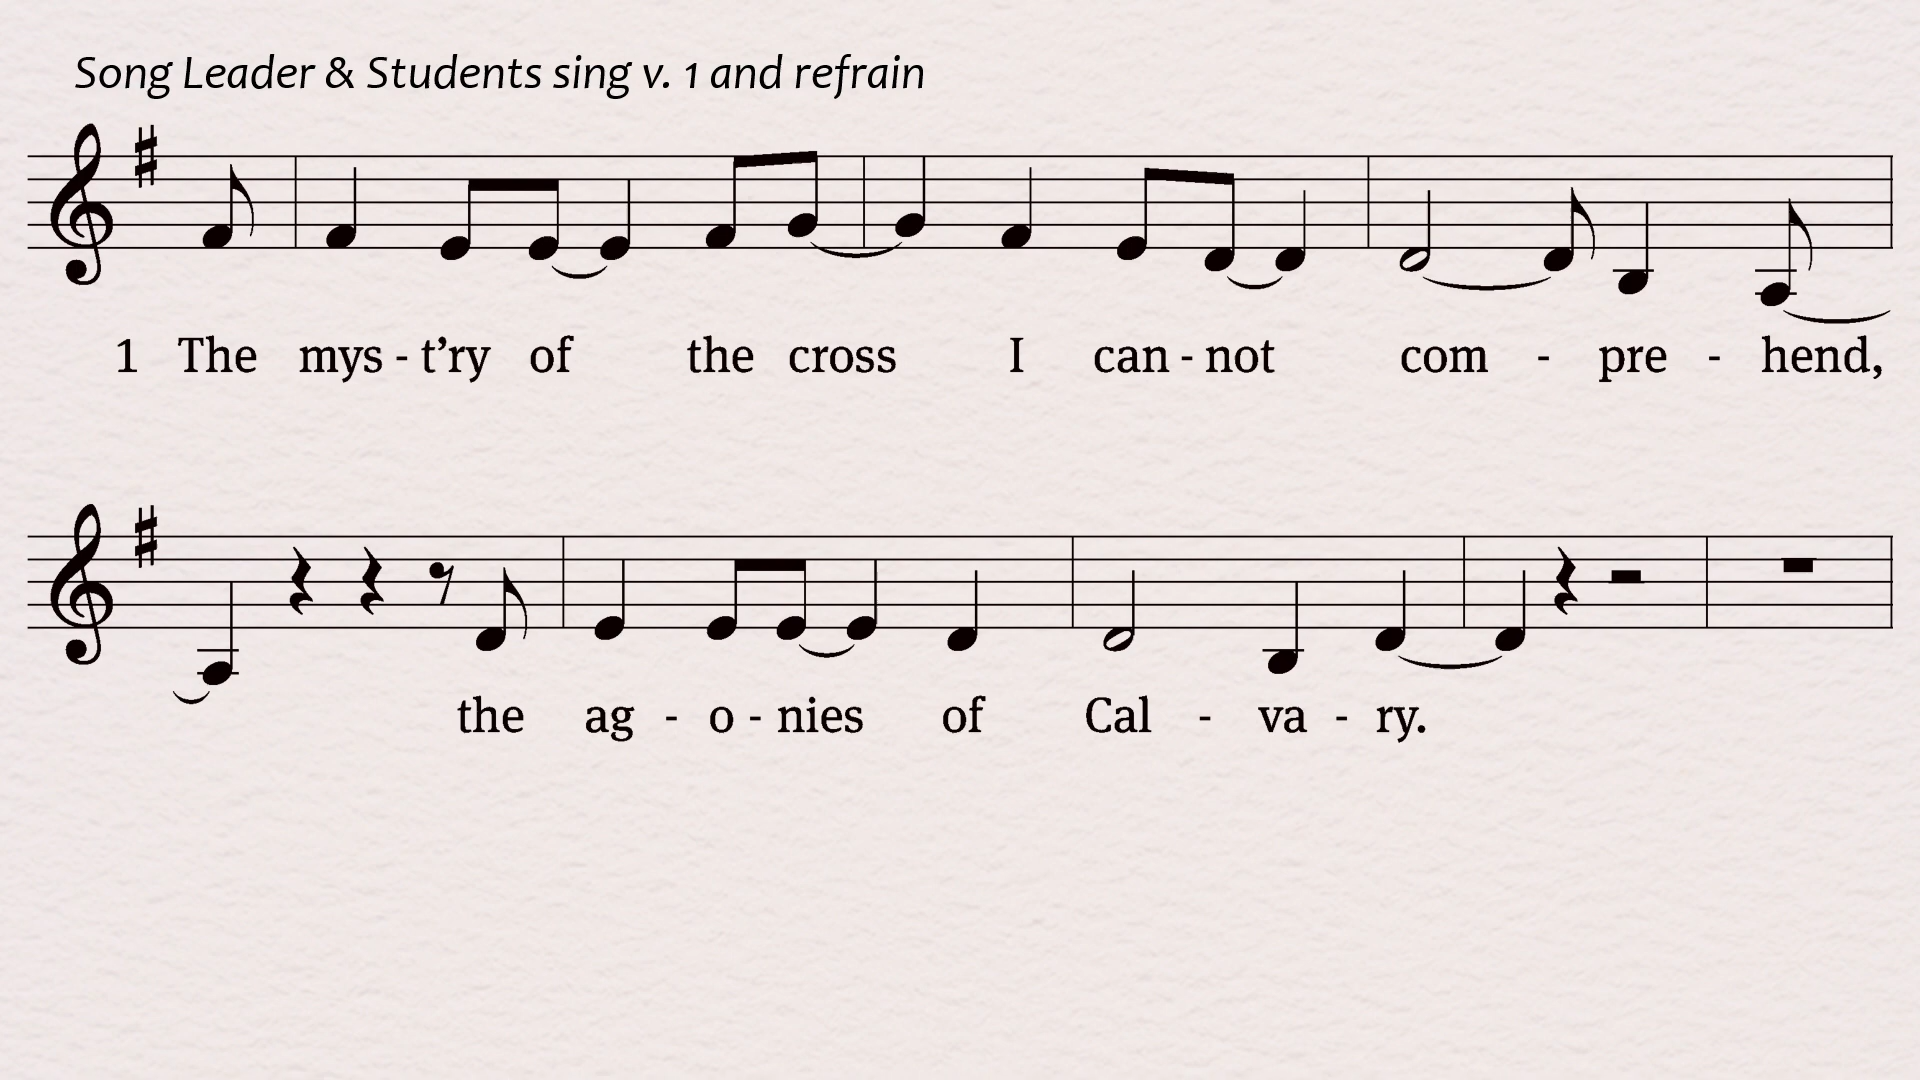 Song Leader & Students sing v. 1 and refrain
1 The mys - t’ry of the cross I can - not com - pre - hend,
the ag - o - nies of Cal - va - ry.